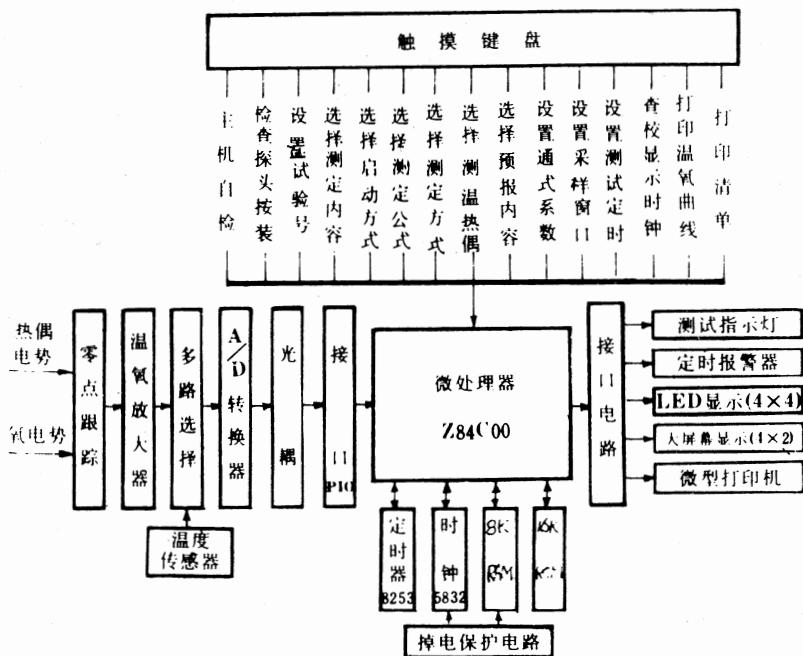 触摸键盘
主机自检
检查探头按装
设置试验号
选择测定内容
选择启动方式
选择测定公式
选择测定方式
选择测温热偶
选择预报内容
设置通式系数
设置采样窗口
设置测试定时
查校显示时钟
打印温氧曲线
打印清单
热偶
电势
氧电势
零点跟踪
温氧放大器
多路选择
A/D转换器
光耦
接口PIO
微处理器
Z84C00
接口电路
测试指示灯
定时报警器
LED显示(4×4)
大屏幕显示(4×2)
微型打印机
温度
传感器
定时器8253
时钟5832
8K
掉电保护电路